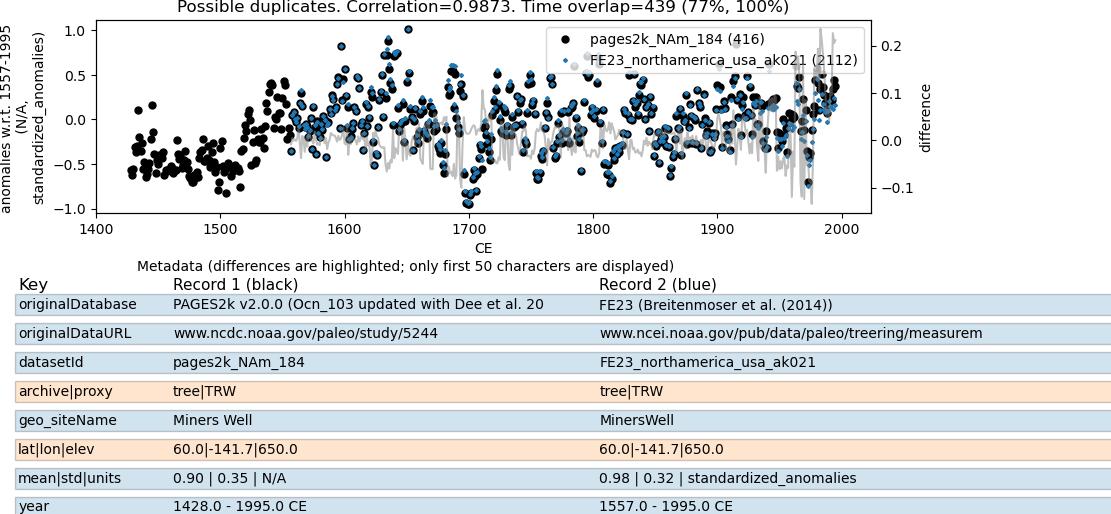 Possible duplicates. Correlation=0.9873. Time overlap=439 (77%, 100%)
anomalies w.r.t. 1557-1995
(N/A,
standardized_anomalies)
1.0
0.5
0.0
−0.5
−1.0
pages2k_NAm_184 (416)
FE23_northamerica_usa_ak021 (2112)
0.2
0.1
0.0
−0.1
difference
1400 1500 1600 1700 1800 1900 2000
CE
Metadata (differences are highlighted; only first 50 characters are displayed)
Key Record 1 (black) Record 2 (blue)
originalDatabase PAGES2k v2.0.0 (Ocn_103 updated with Dee et al. 20 FE23 (Breitenmoser et al. (2014))
originalDataURL www.ncdc.noaa.gov/paleo/study/5244 www.ncei.noaa.gov/pub/data/paleo/treering/measurem
datasetId pages2k_NAm_184 FE23_northamerica_usa_ak021
archive|proxy tree|TRW tree|TRW
geo_siteName Miners Well MinersWell
lat|lon|elev 60.0|-141.7|650.0 60.0|-141.7|650.0
mean|std|units 0.90 | 0.35 | N/A 0.98 | 0.32 | standardized_anomalies
year 1428.0 - 1995.0 CE 1557.0 - 1995.0 CE